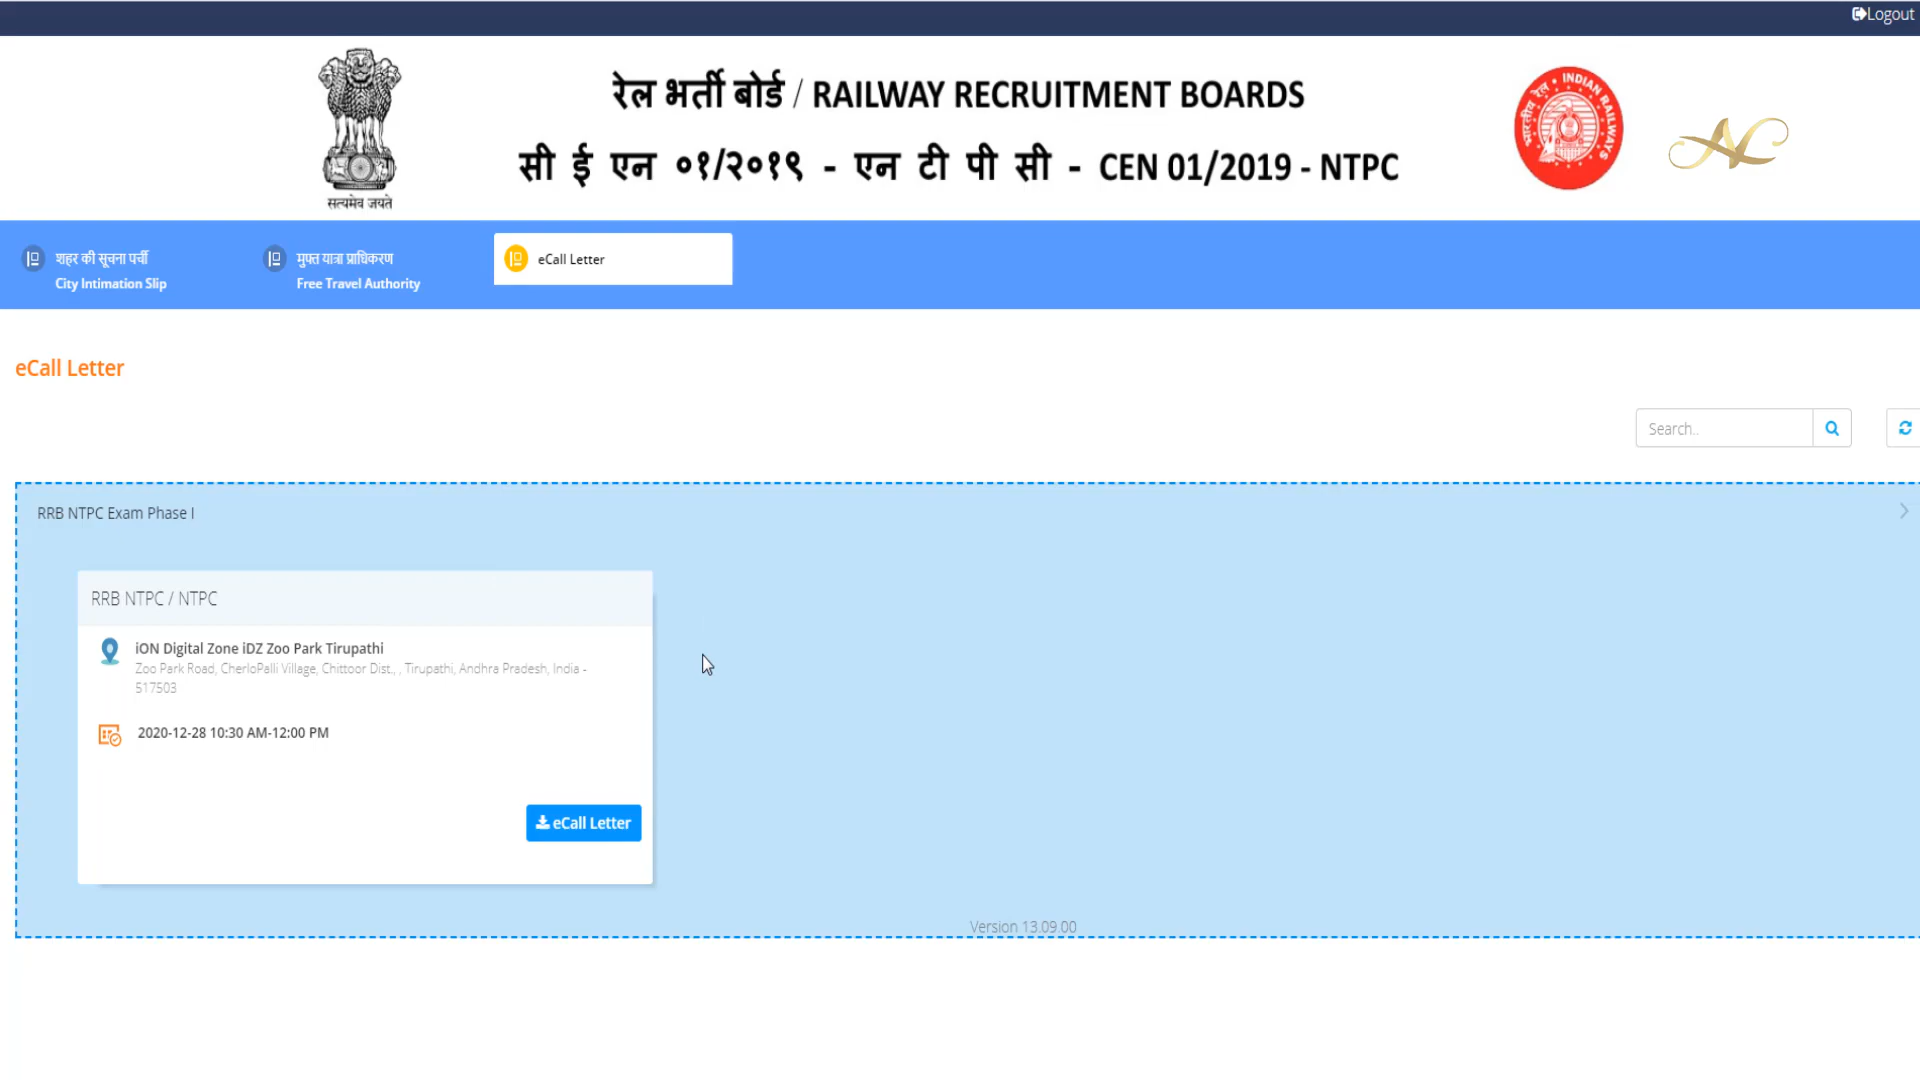 Logout
रेल भर्ती बोर्ड / RAILWAY RECRUITMENT BOARDS
सी ई एन ०१/२०१९ - एन टी पी सी - CEN 01/2019 - NTPC
सत्यमेव जयते
भारतीय रेल • INDIAN RAILWAYS
शहर की सूचना पर्ची
City Intimation Slip
मुफ्त यात्रा प्राधिकरण
Free Travel Authority
eCall Letter
eCall Letter
Search..
RRB NTPC Exam Phase I
RRB NTPC / NTPC
iON Digital Zone iDZ Zoo Park Tirupathi
Zoo Park Road, CherloPalli Village, Chittoor Dist., , Tirupathi, Andhra Pradesh, India -
517503
2020-12-28 10:30 AM-12:00 PM
eCall Letter
Version 13.09.00